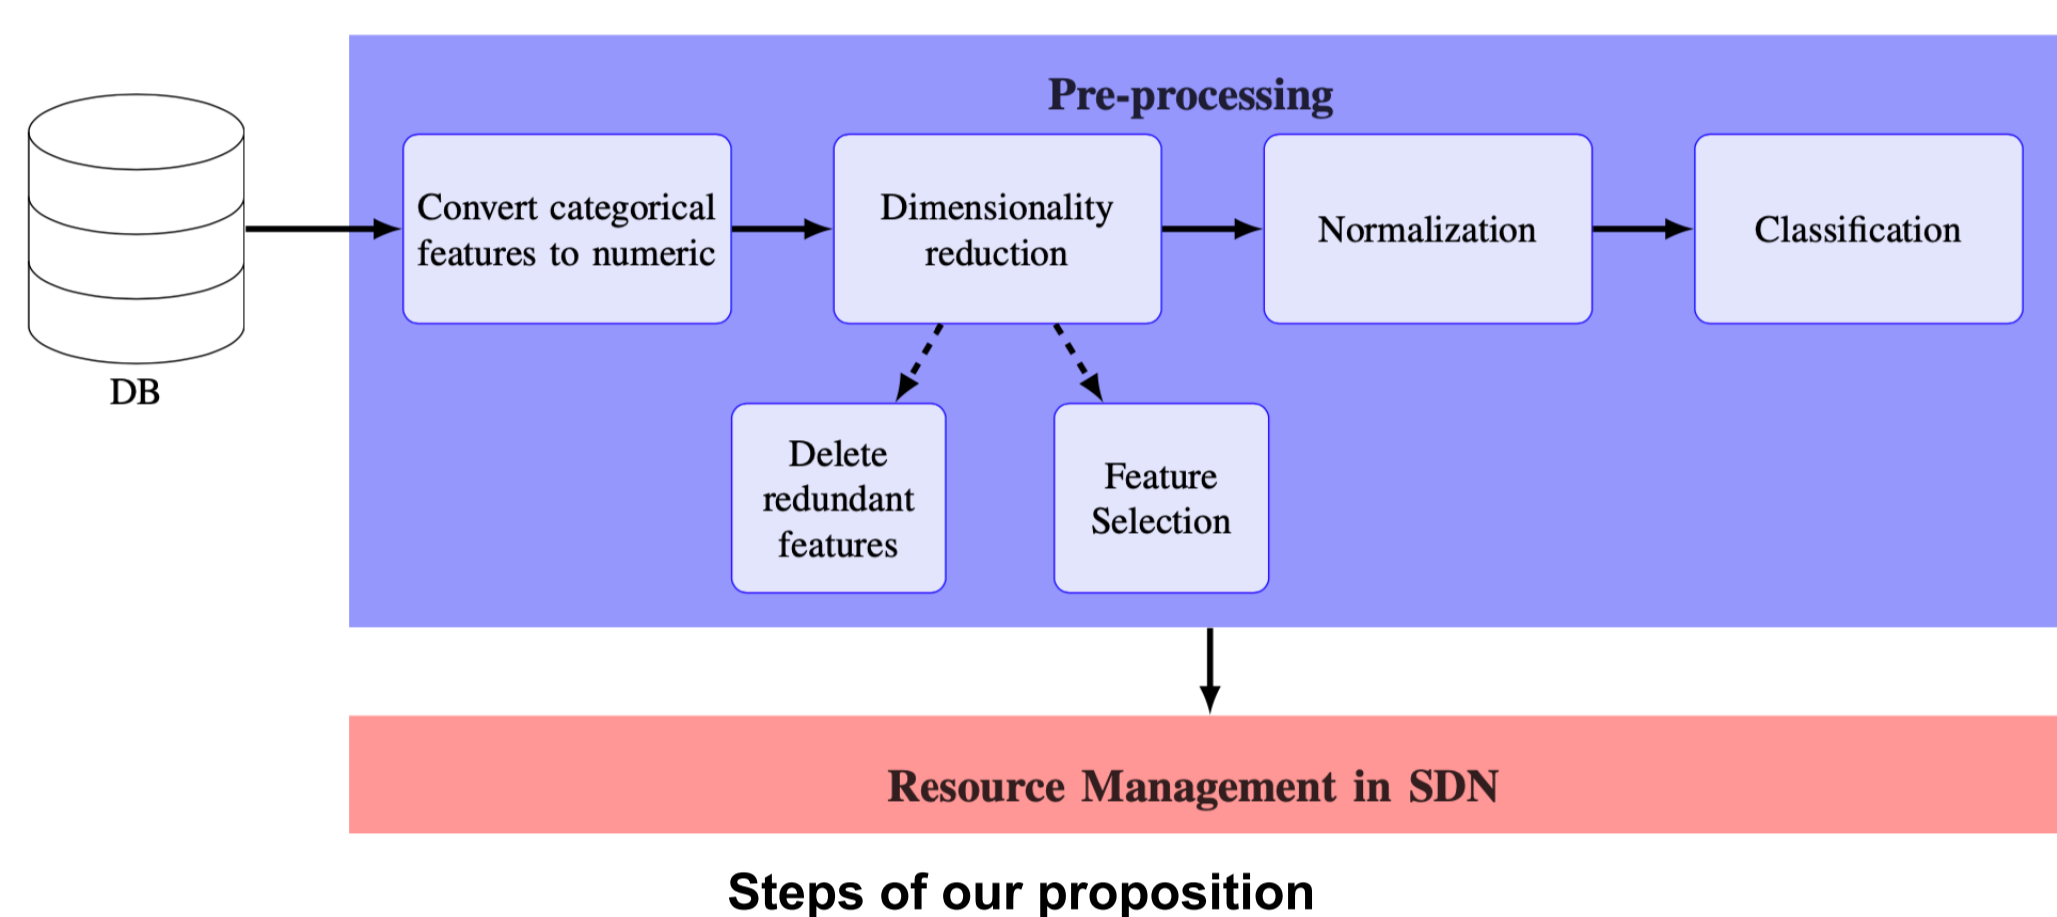 Pre-processing
Convert categorical
features to numeric
Dimensionality
reduction
Normalization
Classification
DB
Delete
redundant
features
Feature
Selection
Resource Management in SDN
Steps of our proposition